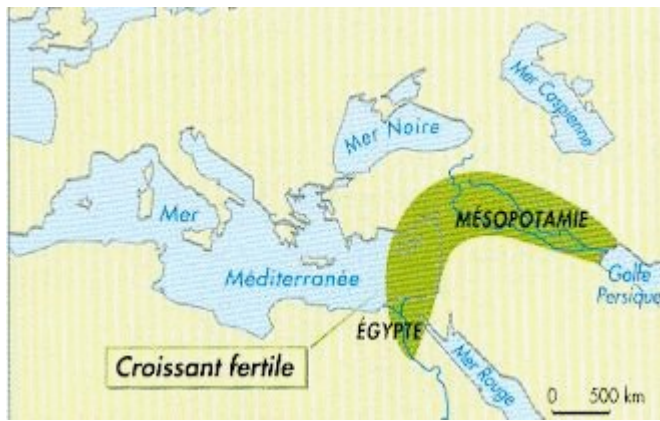 Mer Caspienne
Mer Noire
Mer
Méditerranée
MÉSOPOTAMIE
Golfe
Persique
ÉGYPTE
Croissant fertile
Mer Rouge
0 500 km